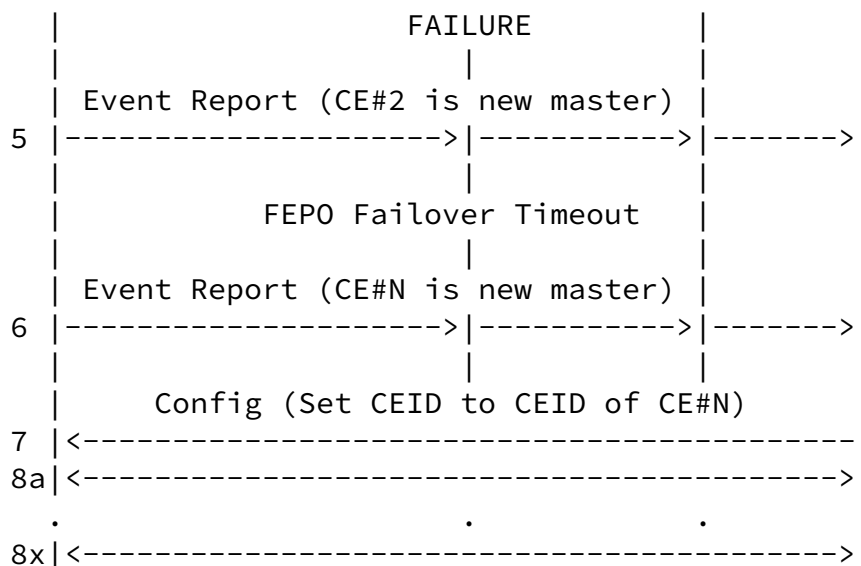 |                   FAILURE         |
|                      |            |
| Event Report (CE#2 is new master) |
5  |--------------------->|----------->|------->
|                      |            |
|           FEPO Failover Timeout   |
|                      |            |
| Event Report (CE#N is new master) |
6  |--------------------->|----------->|------->
|                      |            |
|     Config (Set CEID to CEID of CE#N)
7  |<-------------------------------------------
8a|<------------------------------------------>
.                      .            .
8x|<------------------------------------------>